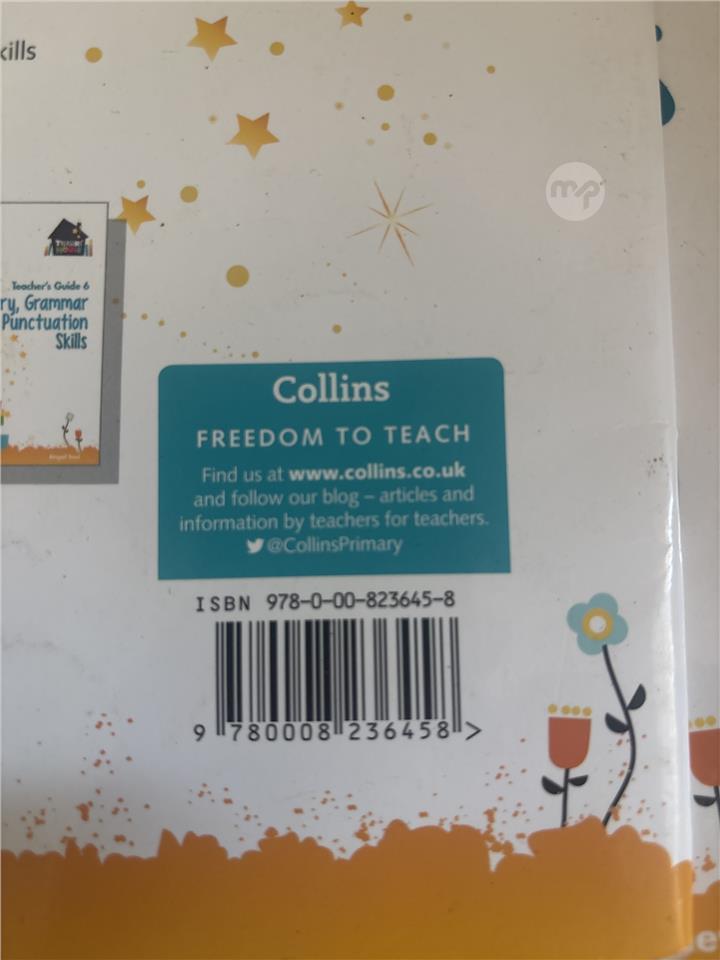 kills
mp
Teacher's Guide 6
ry, Grammar
Punctuation
Skills
Collins
FREEDOM TO TEACH
Find us at www.collins.co.uk
and follow our blog – articles and
information by teachers for teachers.
@CollinsPrimary
ISBN 978-0-00-823645-8
9 780008 236458 >